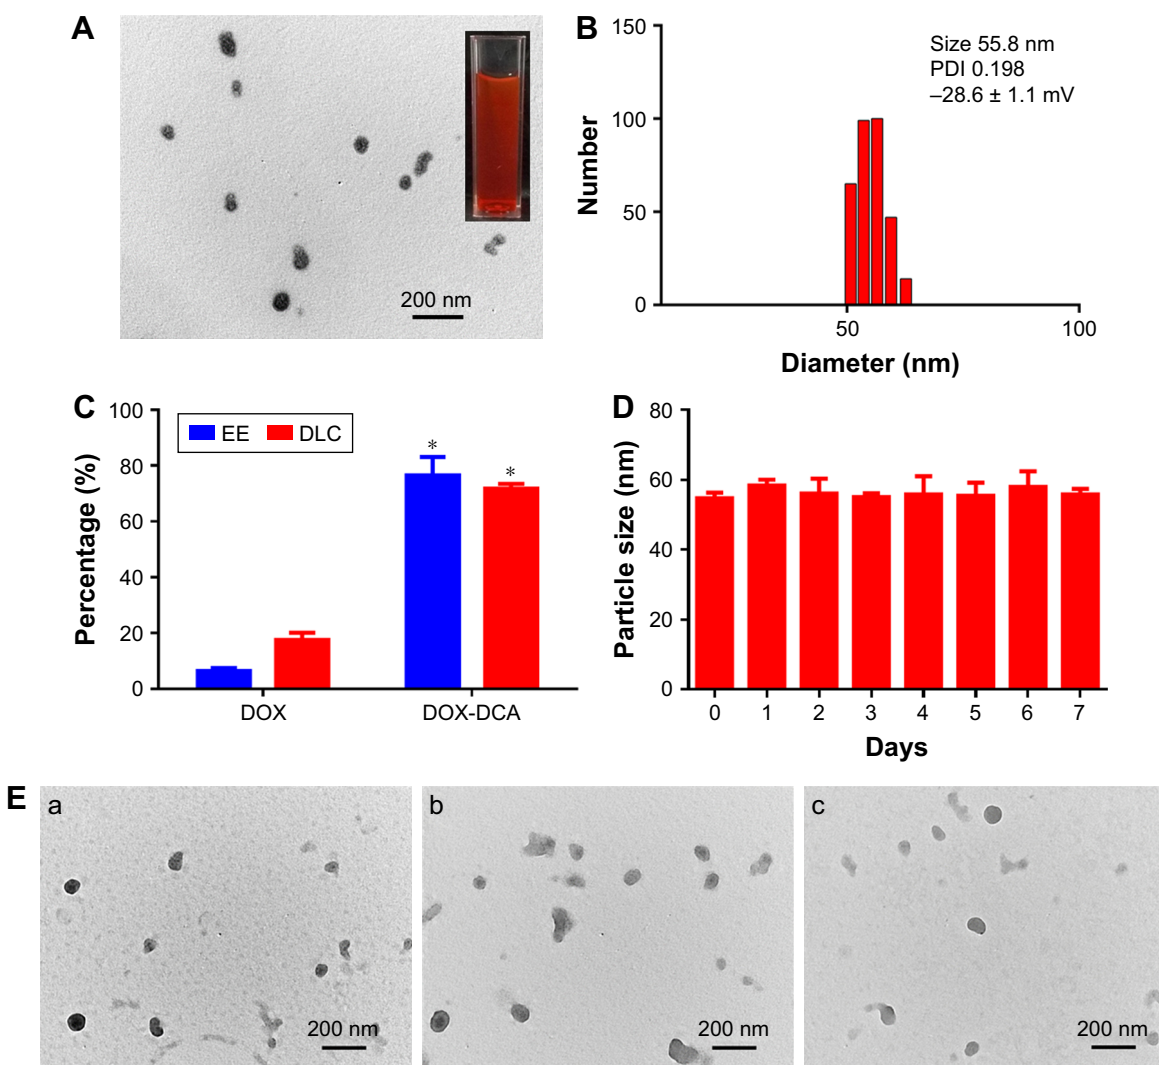 A
200 nm
B
Size 55.8 nm
PDI 0.198
–28.6 ± 1.1 mV
Number
150
100
50
0
50
100
Diameter (nm)
C
EE
DLC
Percentage (%)
100
80
60
40
20
0
*
*
DOX
DOX-DCA
D
Particle size (nm)
80
60
40
20
0
0 1 2 3 4 5 6 7
Days
E
a
200 nm
b
200 nm
c
200 nm